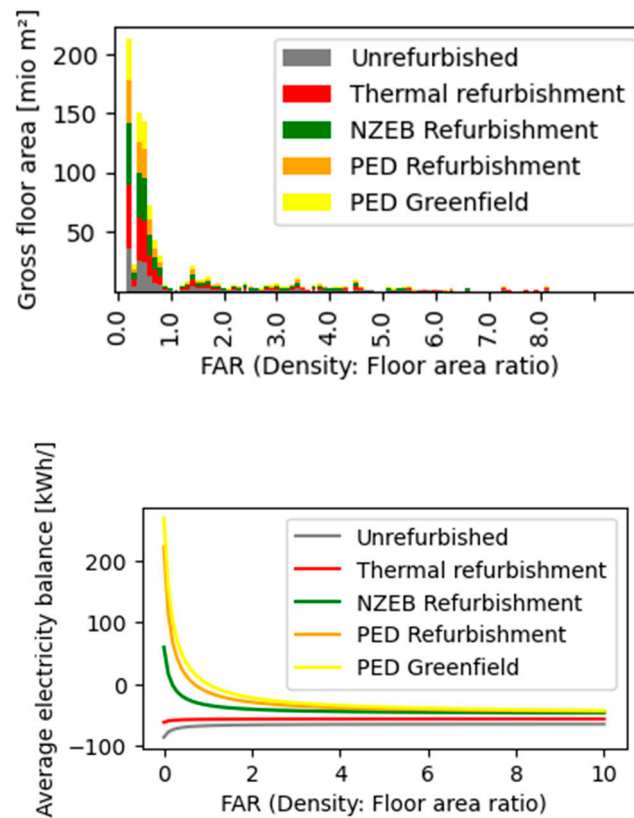 Gross floor area [mio m²]
200
150
100
50
Unrefurbished
Thermal refurbishment
NZEB Refurbishment
PED Refurbishment
PED Greenfield
0.0
1.0
2.0
3.0
4.0
5.0
6.0
7.0
8.0
FAR (Density: Floor area ratio)
Average electricity balance [kWh/
200
100
0
−100
Unrefurbished
Thermal refurbishment
NZEB Refurbishment
PED Refurbishment
PED Greenfield
0 2 4 6 8 10
FAR (Density: Floor area ratio)